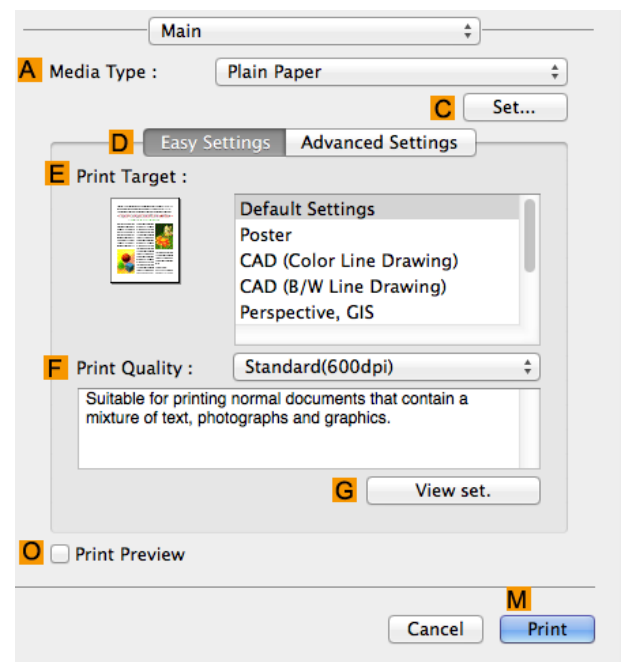 Main
A Media Type : Plain Paper
C Set...
D Easy Settings Advanced Settings
E Print Target :
Default Settings
Poster
CAD (Color Line Drawing)
CAD (B/W Line Drawing)
Perspective, GIS
F Print Quality : Standard(600dpi)
Suitable for printing normal documents that contain a
mixture of text, photographs and graphics.
G View set.
O Print Preview
M
Cancel Print